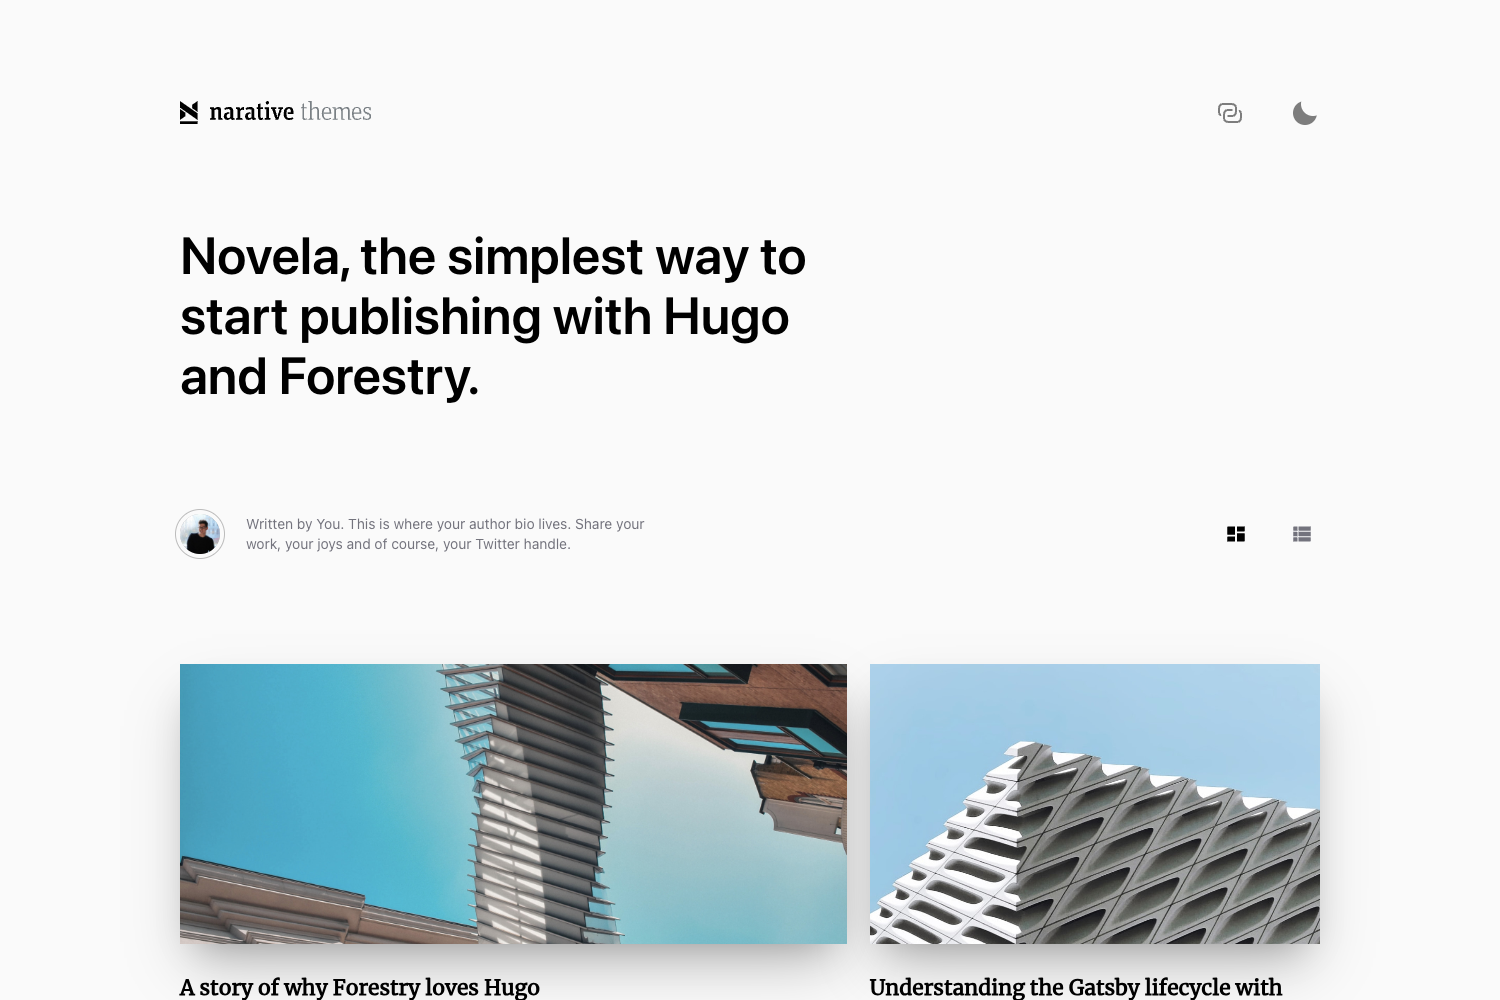 narative themes
Novela, the simplest way to
start publishing with Hugo
and Forestry.
Written by You. This is where your author bio lives. Share your
work, your joys and of course, your Twitter handle.
A story of why Forestry loves Hugo
Understanding the Gatsby lifecycle with